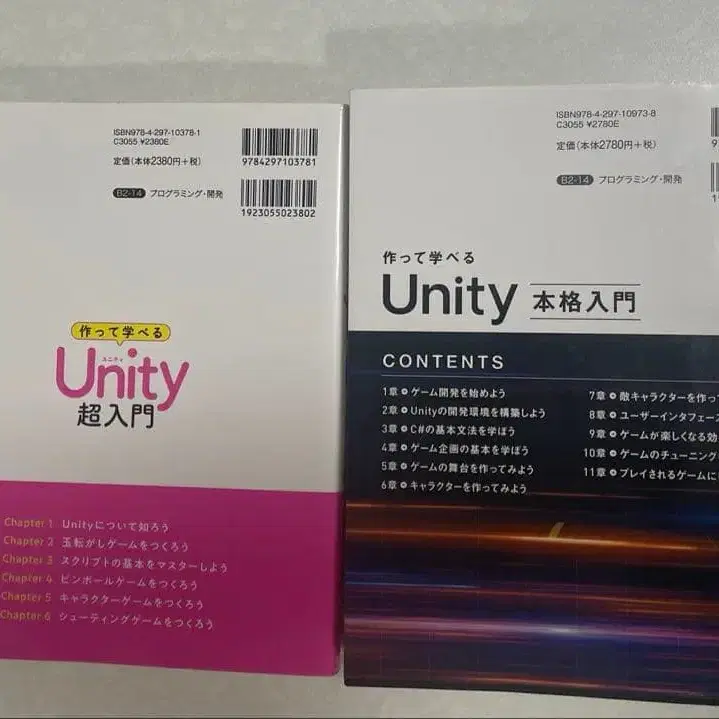 ISBN978-4-297-10378-1
C3055 ¥2380E
定価(本体2380円+税)
9784297103781
B2-14 プログラミング・開発
1923055023802
作って学べる
ユニティ
Unity
超入門
Chapter 1 Unityについて知ろう
Chapter 2 玉転がしゲームをつくろう
Chapter 3 スクリプトの基本をマスターしよう
Chapter 4 ピンボールゲームをつくろう
Chapter 5 キャラクターゲームをつくろう
Chapter 6 シューティングゲームをつくろう
ISBN978-4-297-10973-8
C3055 ¥2780E
定価(本体2780円+税)
9
B2-14 プログラミング・開発
19
作って学べる
Unity 本格入門
CONTENTS
1章 ゲーム開発を始めよう
2章 Unityの開発環境を構築しよう
3章 C#の基本文法を学ぼう
4章 ゲーム企画の基本を学ぼう
5章 ゲームの舞台を作ってみよう
6章 キャラクターを作ってみよう
7章 敵キャラクターを作っ
8章 ユーザーインタフェース
9章 ゲームが楽しくなる効
10章 ゲームのチューニング
11章 プレイされるゲームに